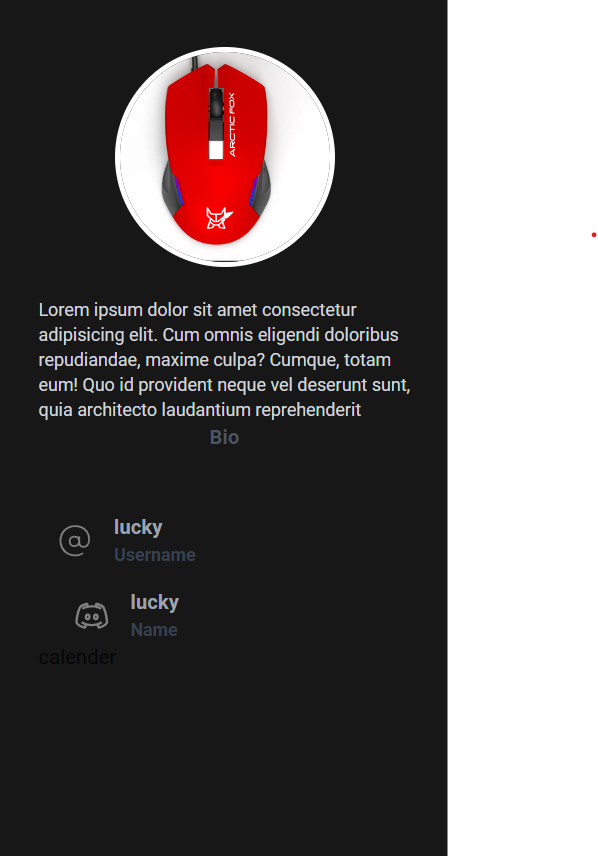 ARCTIC FOX
Lorem ipsum dolor sit amet consectetur
adipisicing elit. Cum omnis eligendi doloribus
repudiandae, maxime culpa? Cumque, totam
eum! Quo id provident neque vel deserunt sunt,
quia architecto laudantium reprehenderit
Bio
@
lucky
Username
lucky
Name
calender